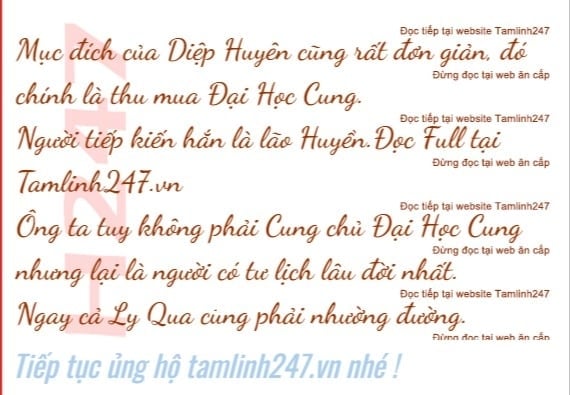 Đọc tiếp tại website Tamlinh247
Mục đích của Diệp Huyên cũng rất đơn giản, đó
Đừng đọc tại web ăn cắp
chính là thu mua Đại Học Cung.
Đọc tiếp tại website Tamlinh247
Người tiếp kiến hắn là lão Huyền.Đọc Full tại
Đừng đọc tại web ăn cắp
Tamlinh247.vn
Đọc tiếp tại website Tamlinh247
Ông ta tuy không phải Cung chủ Đại Học Cung
Đừng đọc tại web ăn cắp
nhưng lại là người có tư lịch lâu đời nhất.
Đọc tiếp tại website Tamlinh247
Ngay cả Ly Qua cũng phải nhường đường.
Đừng đọc tại web ăn cắp
Tiếp tục ủng hộ tamlinh247.vn nhé !
H247